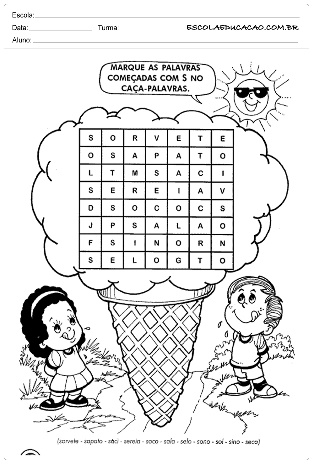 Escola:
Data: Turma ESCOLAEDUCACAO.COM.BR
Aluno:
MARQUE AS PALAVRAS
COMEÇADAS COM S NO
CAÇA-PALAVRAS.
S O R V E T E
O S A P A T O
L T M S A C I
S E R E I A V
D S O C O C S
J P S A L A O
F S I N O R N
S E L O G T O
(sorvete - sapato - sáci - sereia - soco - sala - selo - sono - sol - sino - seco)